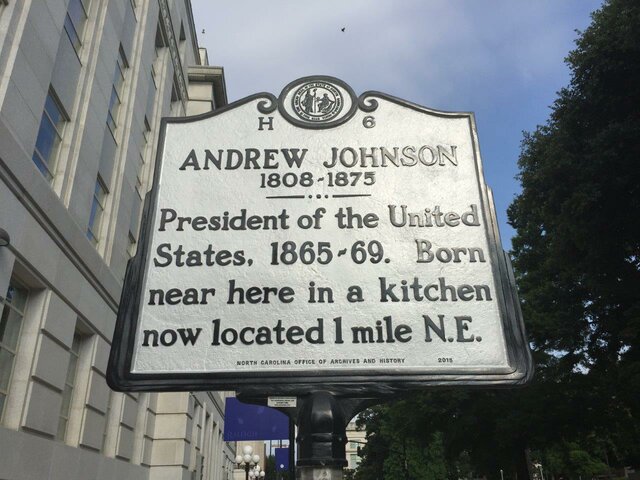 H 6
ANDREW JOHNSON
1808-1875
President of the United
States, 1865-69. Born
near here in a kitchen
now located 1 mile N.E.
NORTH CAROLINA OFFICE OF ARCHIVES AND HISTORY 2015
RALEIGH